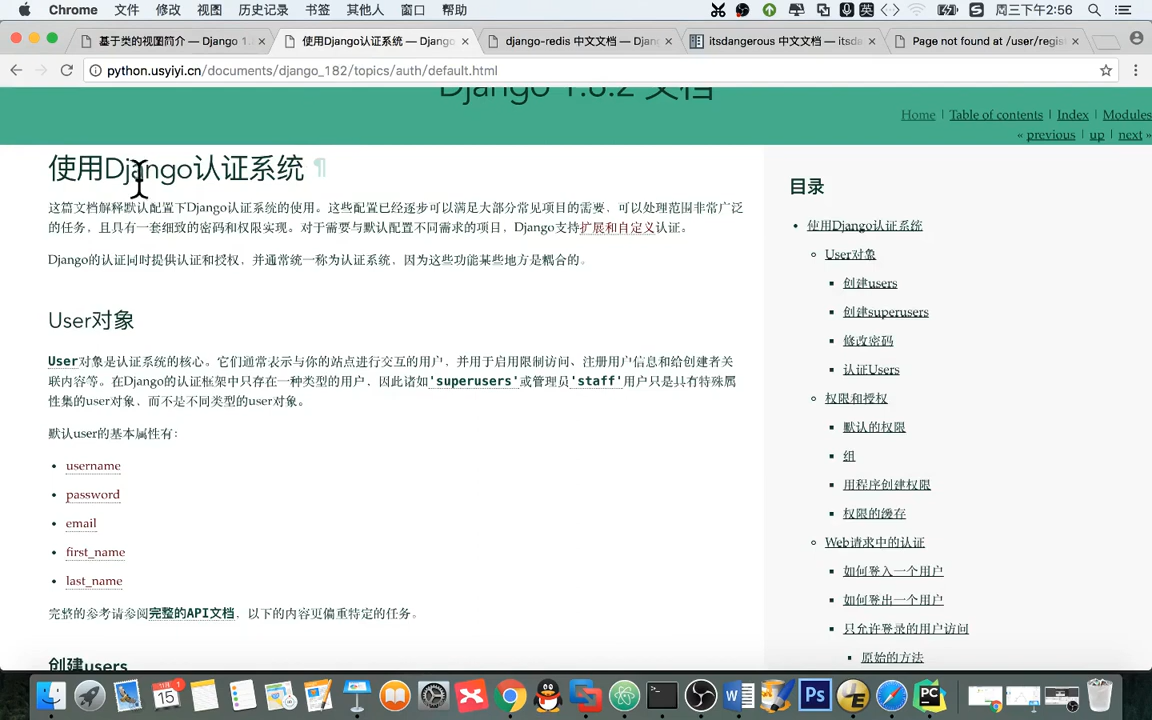 Chrome 文件 修改 视图 历史记录 书签 其他人 窗口 帮助 英 周三下午2:56
基于类的视图简介 — Django 1. 使用Django认证系统 — Django django-redis 中文文档 — Djan itsdangerous 中文文档 — itsda Page not found at /user/regis
python.usyiyi.cn/documents/django_182/topics/auth/default.html
Django 1.8.2 文档
Home | Table of contents | Index | Modules
« previous | up | next »
使用Django认证系统 ¶
这篇文档解释默认配置下Django认证系统的使用。这些配置已经逐步可以满足大部分常见项目的需要，可以处理范围非常广泛
的任务，且具有一套细致的密码和权限实现。对于需要与默认配置不同需求的项目，Django支持扩展和自定义认证。
Django的认证同时提供认证和授权，并通常统一称为认证系统，因为这些功能某些地方是耦合的。
User对象
User对象是认证系统的核心。它们通常表示与你的站点进行交互的用户，并用于启用限制访问、注册用户信息和给创建者关
联内容等。在Django的认证框架中只存在一种类型的用户，因此诸如'superusers'或管理员'staff'用户只是具有特殊属
性集的user对象，而不是不同类型的user对象。
默认user的基本属性有：
username
password
email
first_name
last_name
完整的参考请参阅完整的API文档，以下的内容更偏重特定的任务。
创建users
目录
使用Django认证系统
User对象
创建users
创建superusers
修改密码
认证Users
权限和授权
默认的权限
组
用程序创建权限
权限的缓存
Web请求中的认证
如何登入一个用户
如何登出一个用户
只允许登录的用户访问
原始的方法